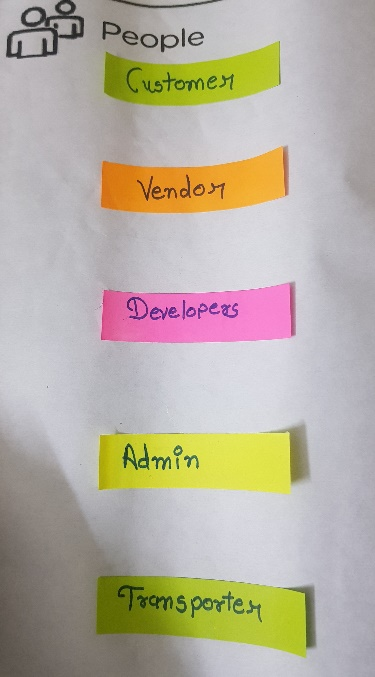 People
Customer
Vendor
Developers
Admin
Transporter